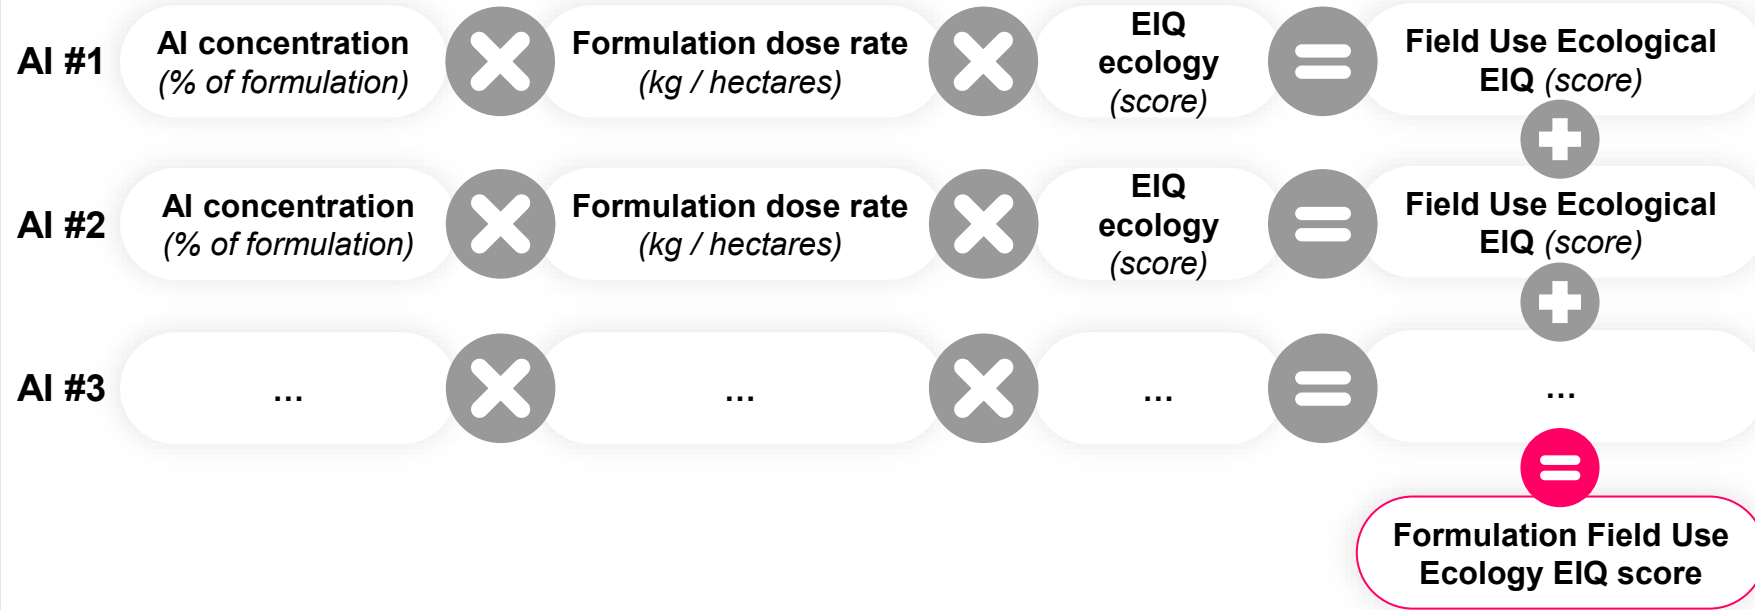 AI #1
AI concentration
(% of formulation)
Formulation dose rate
(kg / hectares)
EIQ
ecology
(score)
Field Use Ecological
EIQ (score)
AI #2
AI concentration
(% of formulation)
Formulation dose rate
(kg / hectares)
EIQ
ecology
(score)
Field Use Ecological
EIQ (score)
AI #3
...
...
...
...
Formulation Field Use
Ecology EIQ score